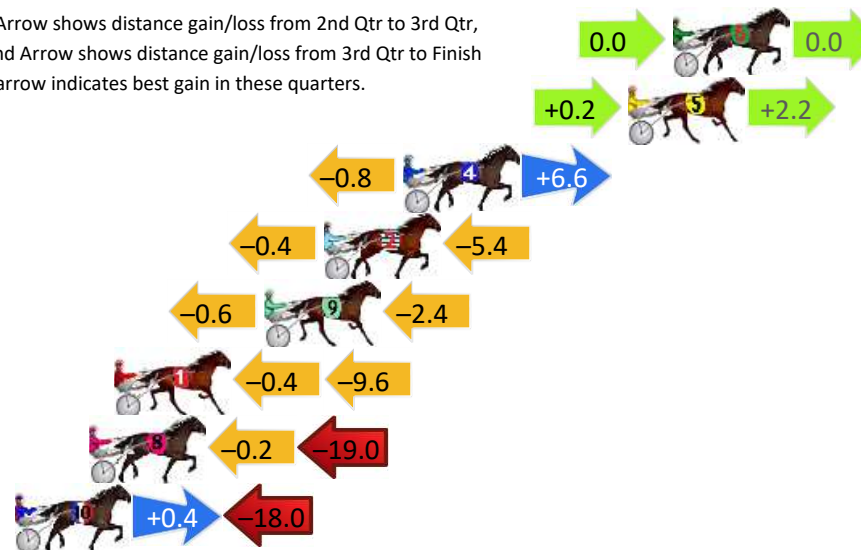 Arrow shows distance gain/loss from 2nd Qtr to 3rd Qtr,
nd Arrow shows distance gain/loss from 3rd Qtr to Finish
arrow indicates best gain in these quarters.
0.0 0.0
+0.2 5 +2.2
–0.8 4 +6.6
–0.4 –5.4
–0.6 9 –2.4
1 –0.4 –9.6
8 –0.2 –19.0
10 +0.4 –18.0